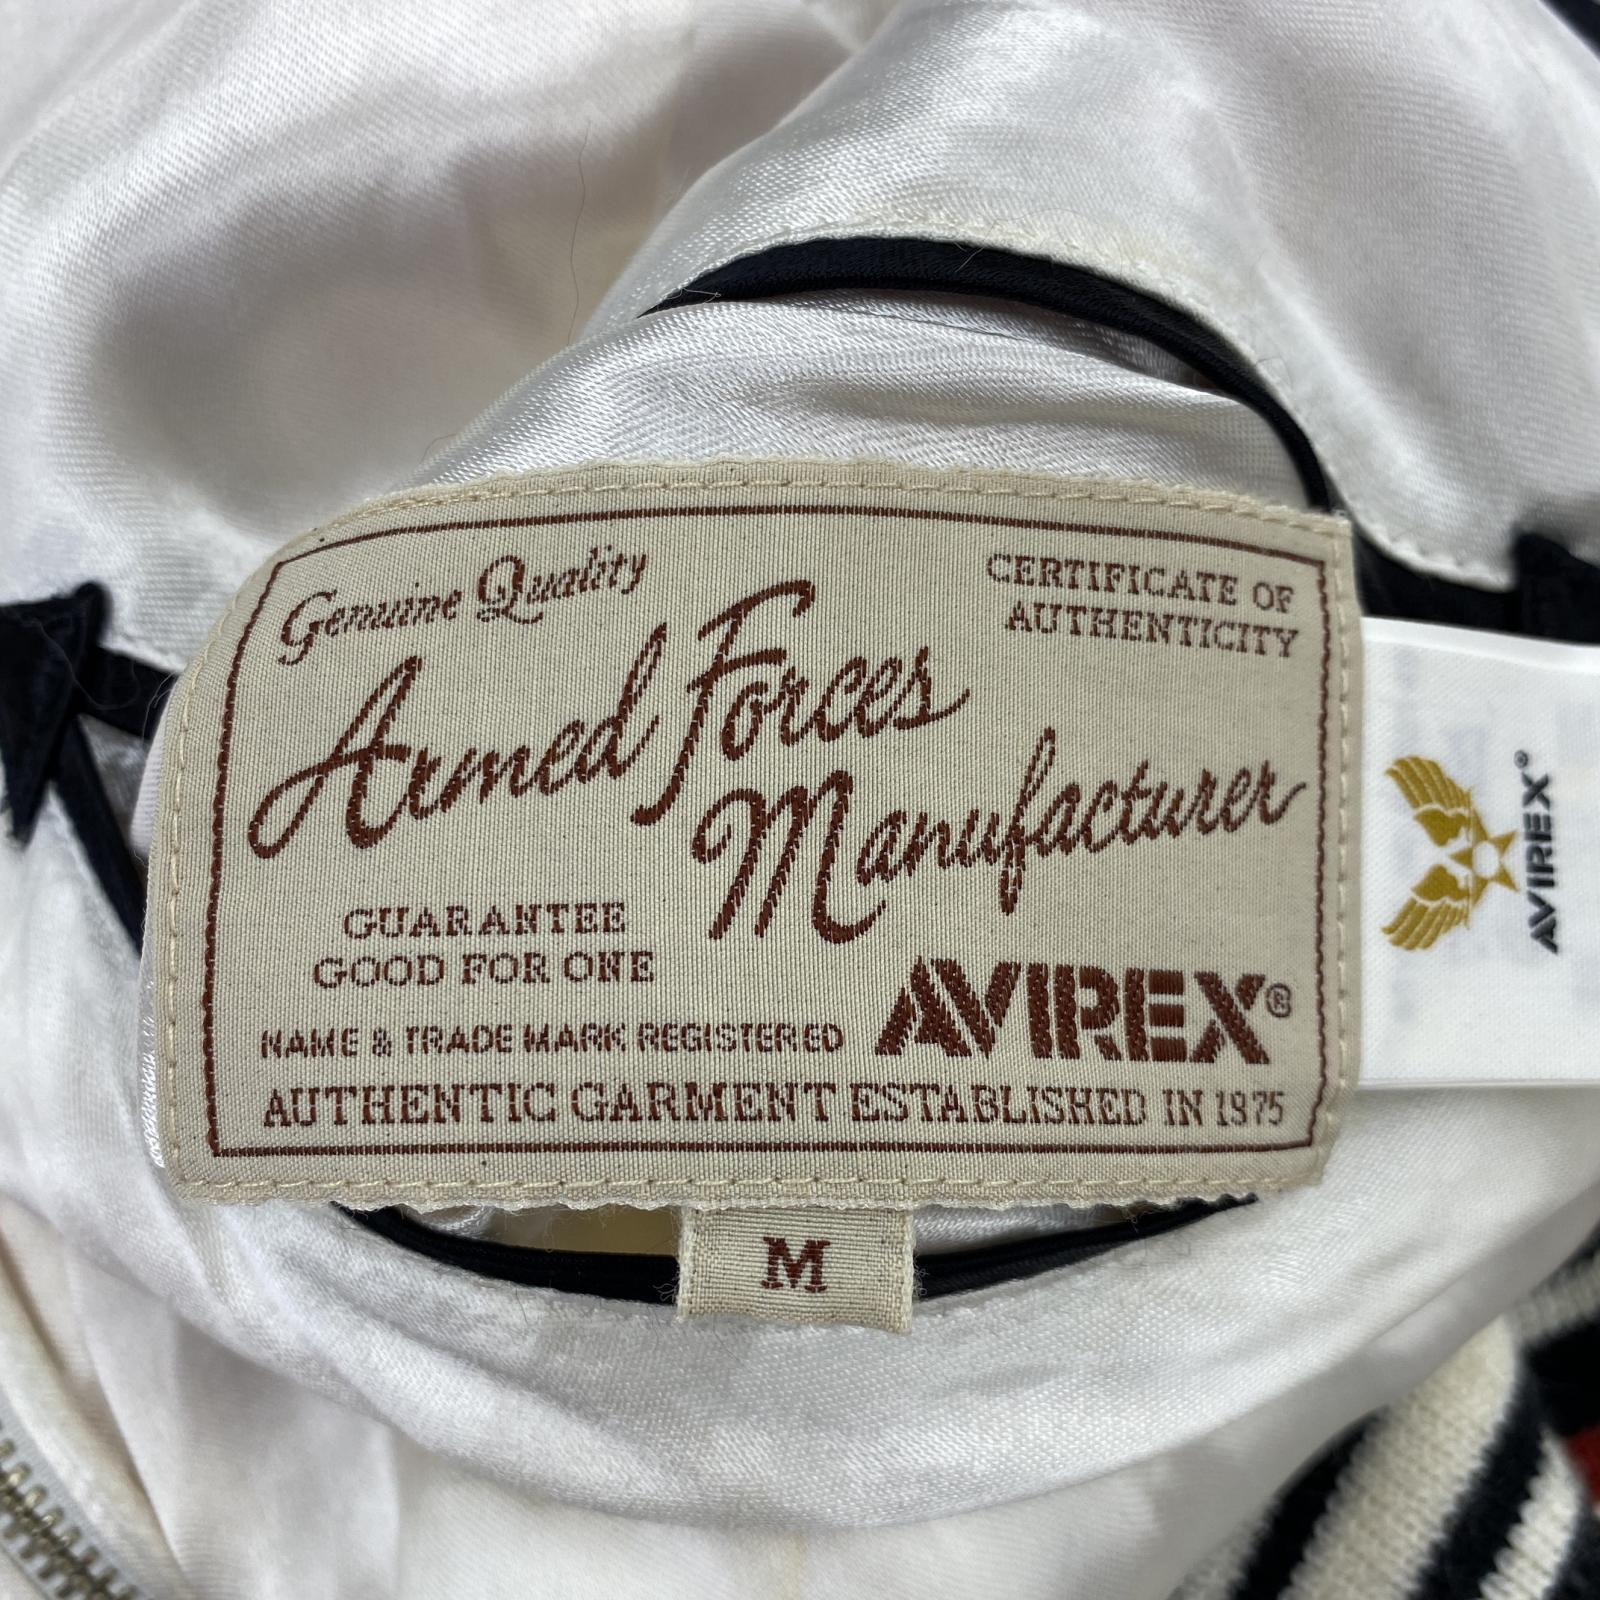 Genuine Quality
CERTIFICATE OF
AUTHENTICITY
Armed Forces
Manufacturer
GUARANTEE
GOOD FOR ONE
NAME & TRADE MARK REGISTERED
AVIREX®
AUTHENTIC GARMENT ESTABLISHED IN 1975
M
AVIREX®